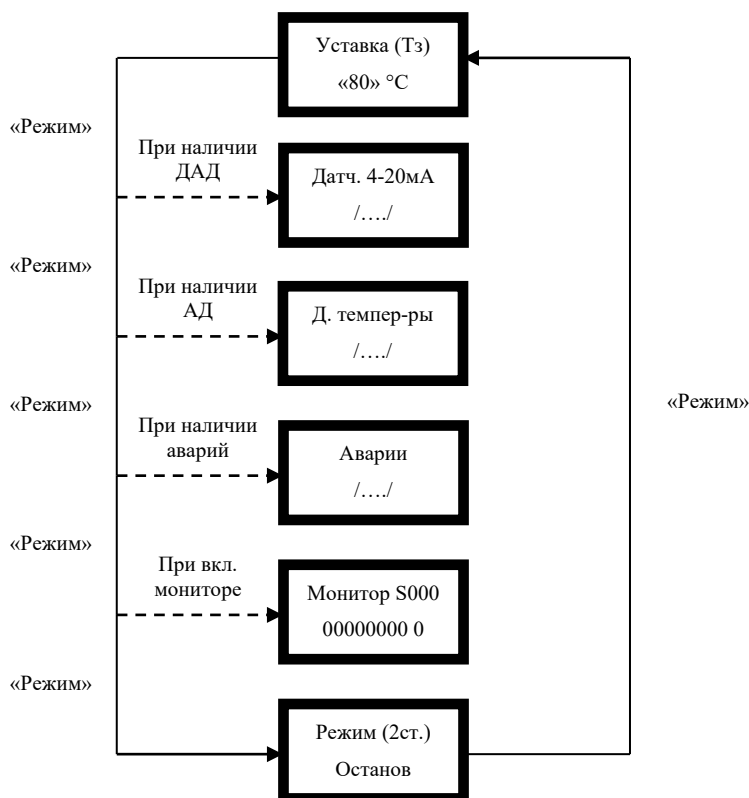 Уставка (Тз)
«80» °С
«Режим»
При наличии
ДАД
Датч. 4-20мА
/…./
«Режим»
При наличии
АД
Д. темпер-ры
/…./
«Режим»
«Режим»
При наличии
аварий
Аварии
/…./
«Режим»
При вкл.
мониторе
Монитор S000
00000000 0
«Режим»
Режим (2ст.)
Останов